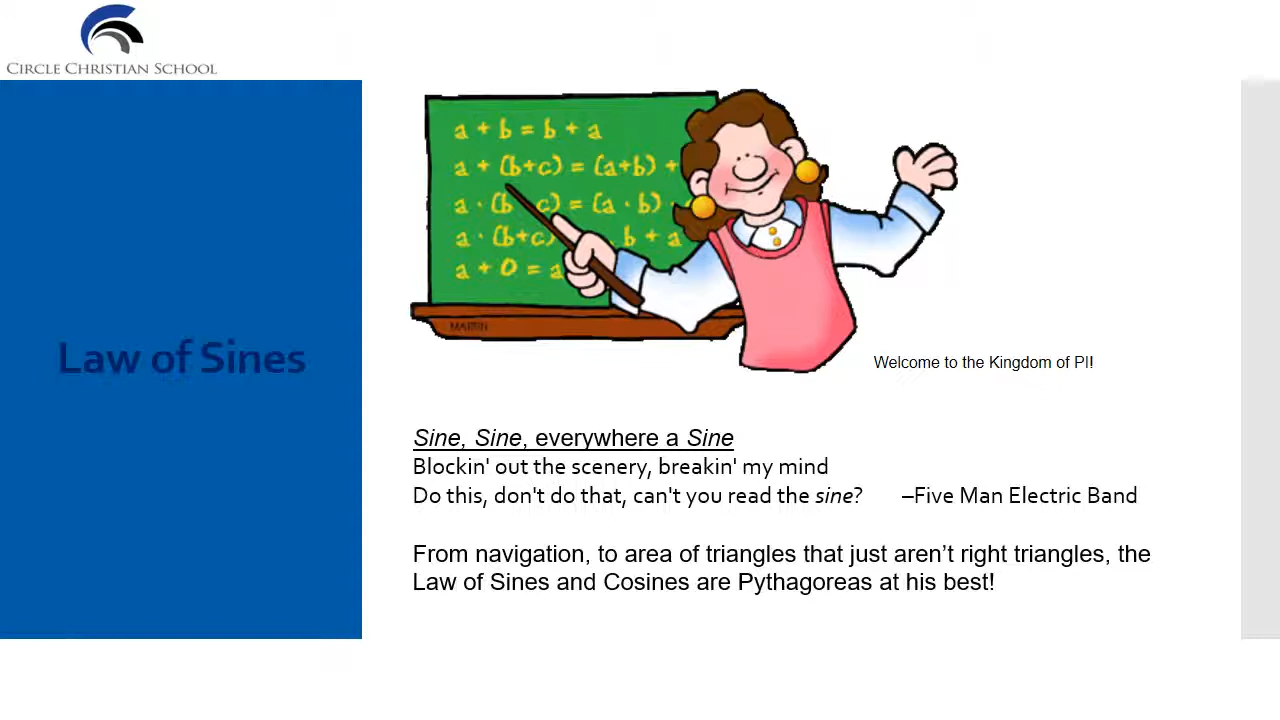 CIRCLE CHRISTIAN SCHOOL
a + b = b + a
a + (b+c) = (a+b) +
a · (b c) = (a · b) ·
a · (b+c) b + a
a + 0 = a
MARTIN
Law of Sines
Welcome to the Kingdom of PI!
Sine, Sine, everywhere a Sine
Blockin' out the scenery, breakin' my mind
Do this, don't do that, can't you read the sine? –Five Man Electric Band
From navigation, to area of triangles that just aren’t right triangles, the
Law of Sines and Cosines are Pythagoreas at his best!